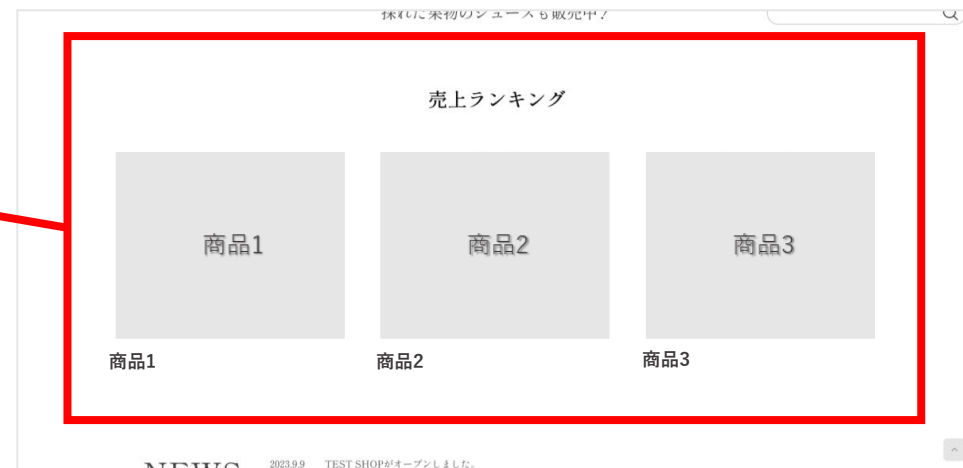 採れた果物のジュースも販売中！
売上ランキング
商品1
商品2
商品3
商品1
商品2
商品3
NEWS
2023.9.9 TEST SHOPがオープンしました。